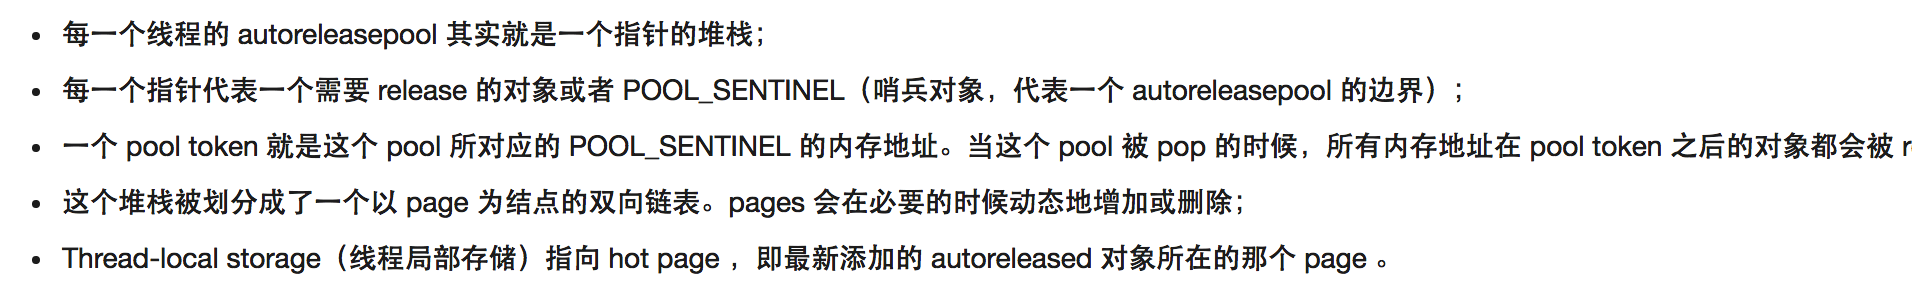 每一个线程的 autoreleasepool 其实就是一个指针的堆栈；
每一个指针代表一个需要 release 的对象或者 POOL_SENTINEL（哨兵对象，代表一个 autoreleasepool 的边界）；
一个 pool token 就是这个 pool 所对应的 POOL_SENTINEL 的内存地址。当这个 pool 被 pop 的时候，所有内存地址在 pool token 之后的对象都会被
这个堆栈被划分成了一个以 page 为结点的双向链表。pages 会在必要的时候动态地增加或删除；
Thread-local storage（线程局部存储）指向 hot page ，即最新添加的 autoreleased 对象所在的那个 page 。